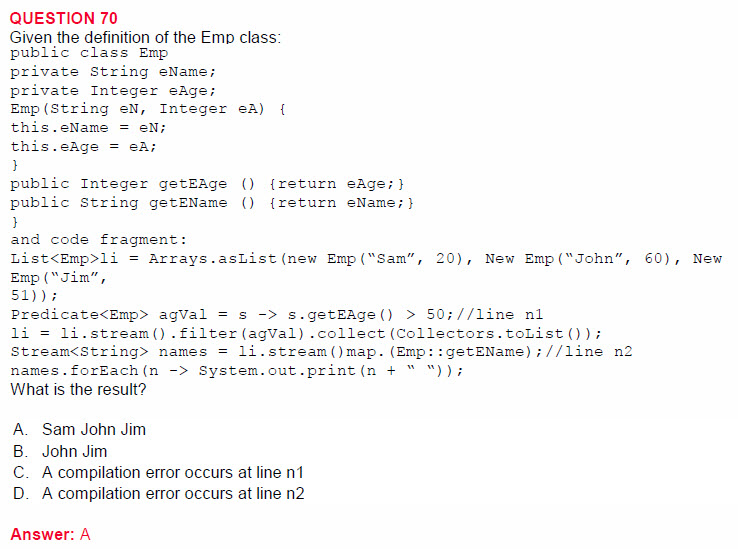 QUESTION 70
Given the definition of the Emp class:
public class Emp
private String eName;
private Integer eAge;
Emp(String eN, Integer eA) {
this.eName = eN;
this.eAge = eA;
}
public Integer getEAge () {return eAge;}
public String getEName () {return eName;}
}
and code fragment:
List<Emp>li = Arrays.asList(new Emp(“Sam”, 20), New Emp(“John”, 60), New
Emp(“Jim”,
51));
Predicate<Emp> agVal = s -> s.getEAge() > 50;//line n1
li = li.stream().filter(agVal).collect(Collectors.toList());
Stream<String> names = li.stream()map.(Emp::getEName);//line n2
names.forEach(n -> System.out.print(n + “ “));
What is the result?
A. Sam John Jim
B. John Jim
C. A compilation error occurs at line n1
D. A compilation error occurs at line n2
Answer: A